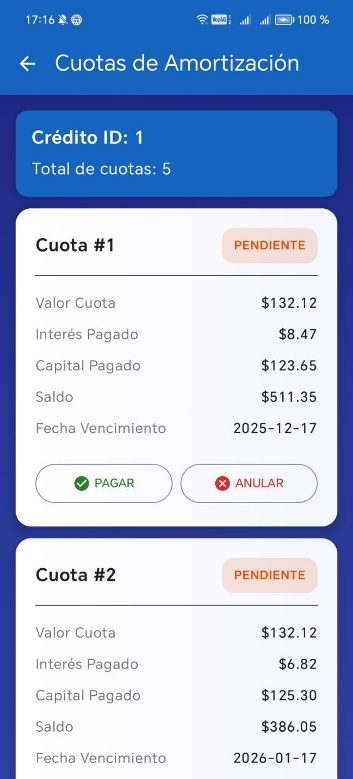 17:16
100 %
Cuotas de Amortización
Crédito ID: 1
Total de cuotas: 5
Cuota #1 PENDIENTE
Valor Cuota $132.12
Interés Pagado $8.47
Capital Pagado $123.65
Saldo $511.35
Fecha Vencimiento 2025-12-17
PAGAR ANULAR
Cuota #2 PENDIENTE
Valor Cuota $132.12
Interés Pagado $6.82
Capital Pagado $125.30
Saldo $386.05
Fecha Vencimiento 2026-01-17